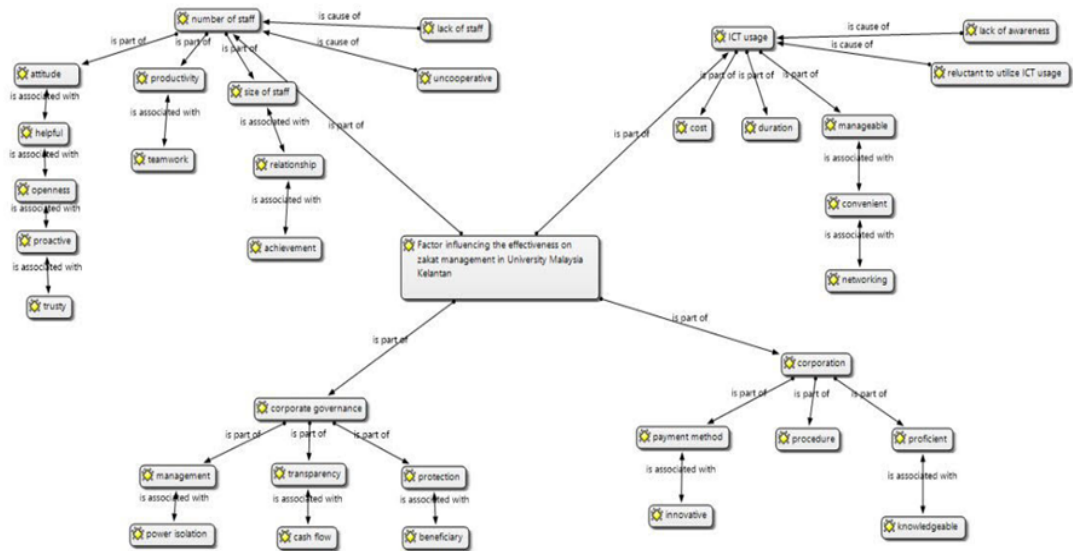 number of staff
is cause of
lack of staff
is cause of
uncooperative
is part of
is part of
is part of
attitude
productivity
size of staff
is associated with
is associated with
is associated with
helpful
teamwork
relationship
is associated with
is associated with
openness
achievement
is associated with
proactive
is associated with
trusty
is part of
ICT usage
is cause of
lack of awareness
is cause of
reluctant to utilize ICT usage
is part of
is part of
is part of
cost
duration
manageable
is associated with
convenient
is associated with
networking
is part of
Factor influencing the effectiveness on
zakat management in University Malaysia
Kelantan
is part of
corporate governance
is part of
is part of
is part of
management
transparency
protection
is associated with
is associated with
is associated with
power isolation
cash flow
beneficiary
is part of
corporation
is part of
is part of
is part of
payment method
procedure
proficient
is associated with
is associated with
innovative
knowledgeable